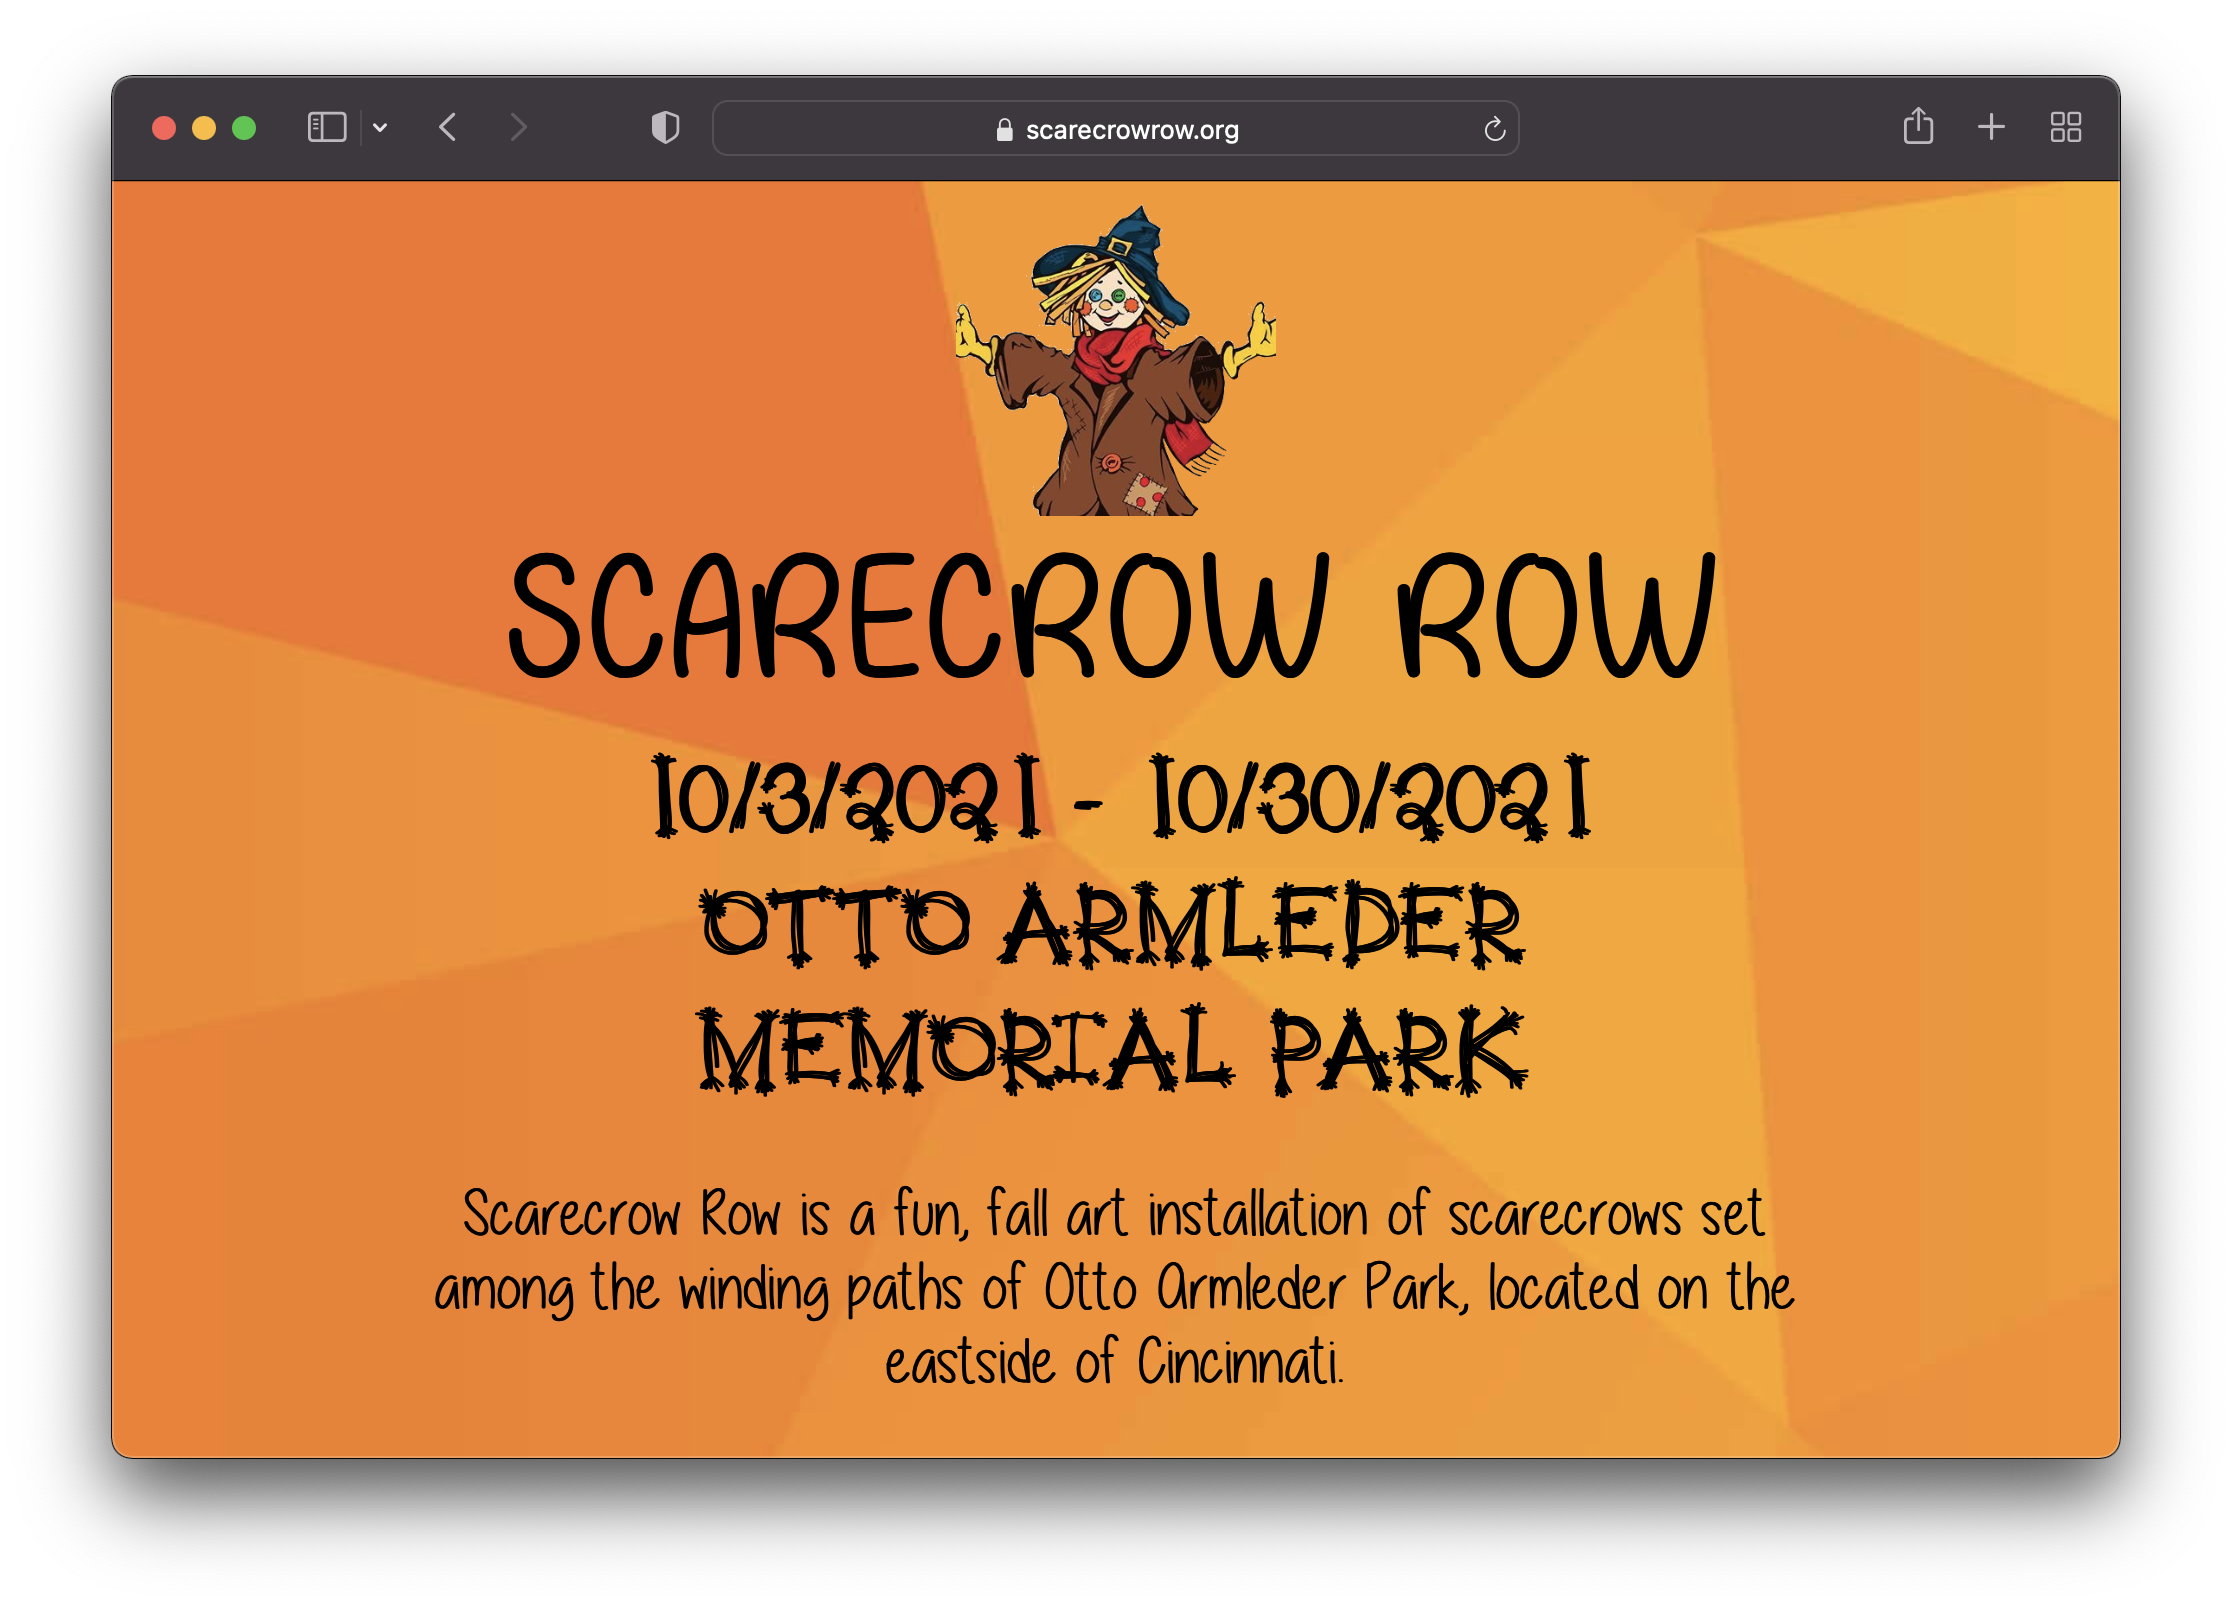 scarecrowrow.org
SCARECROW ROW
10/3/2021 - 10/30/2021
OTTO ARMLEDER
MEMORIAL PARK
Scarecrow Row is a fun, fall art installation of scarecrows set
among the winding paths of Otto Armleder Park, located on the
eastside of Cincinnati.